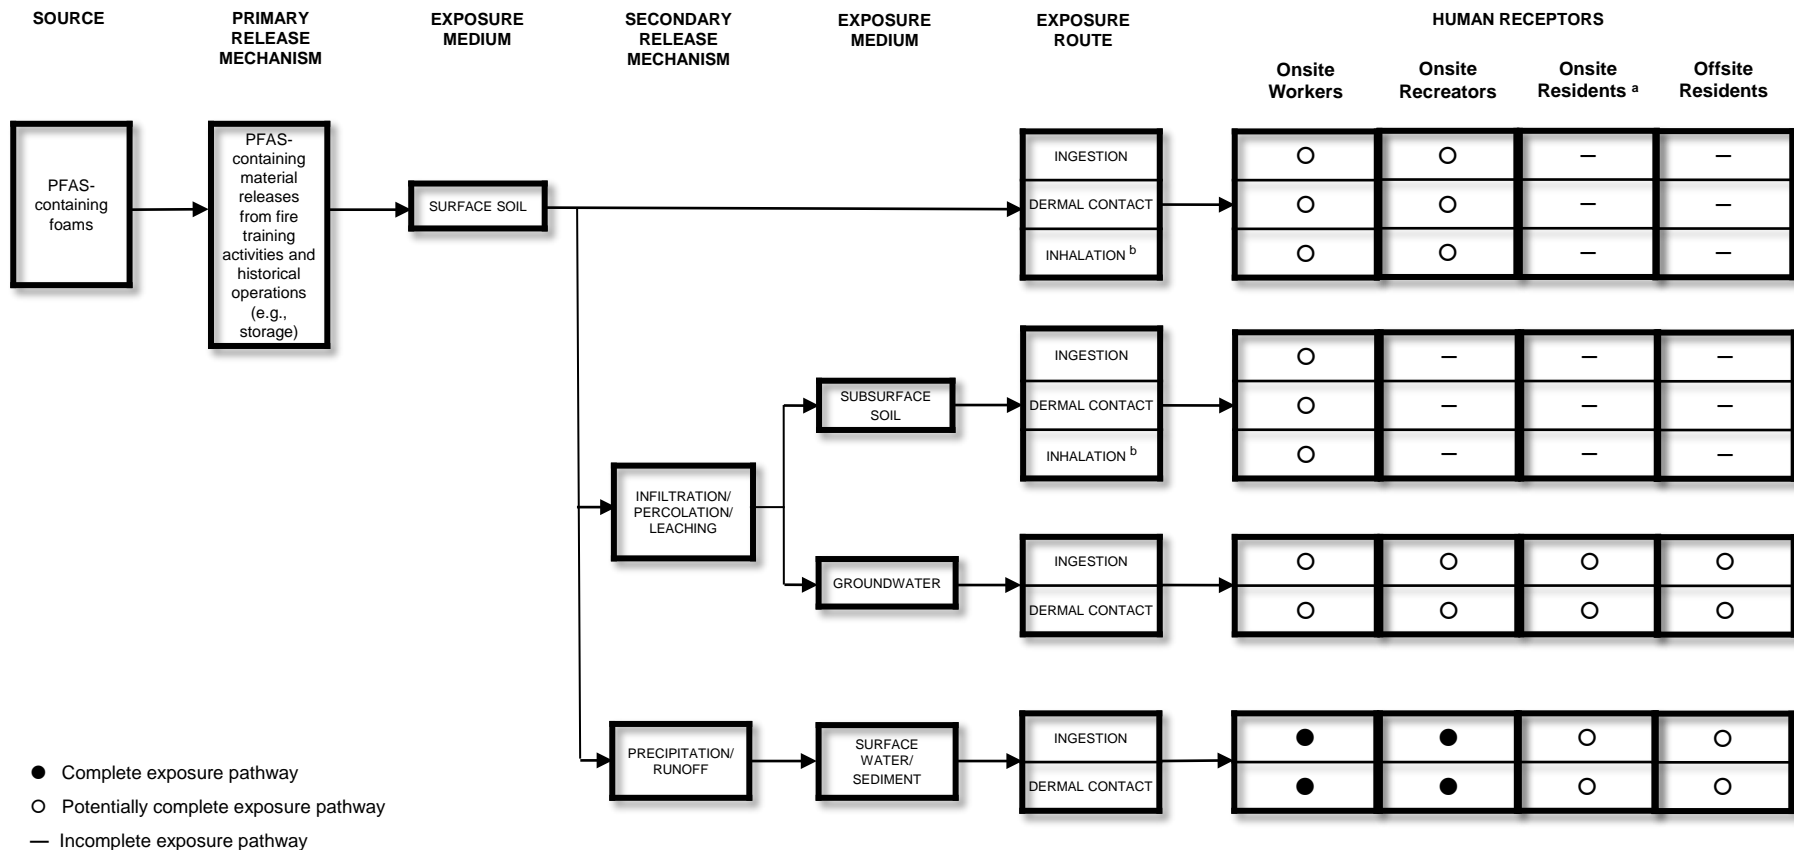 SOURCE
PRIMARY
RELEASE
MECHANISM
EXPOSURE
MEDIUM
SECONDARY
RELEASE
MECHANISM
EXPOSURE
MEDIUM
EXPOSURE
ROUTE
HUMAN RECEPTORS
Onsite
Workers
Onsite
Recreators
Onsite
Residents a
Offsite
Residents
PFAS-
containing
foams
PFAS-
containing
material
releases
from fire
training
activities and
historical
operations
(e.g.,
storage)
SURFACE SOIL
INGESTION
DERMAL CONTACT
INHALATION b
INFILTRATION/
PERCOLATION/
LEACHING
SUBSURFACE
SOIL
INGESTION
DERMAL CONTACT
INHALATION b
GROUNDWATER
INGESTION
DERMAL CONTACT
PRECIPITATION/
RUNOFF
SURFACE
WATER/
SEDIMENT
INGESTION
DERMAL CONTACT
Complete exposure pathway
Potentially complete exposure pathway
Incomplete exposure pathway